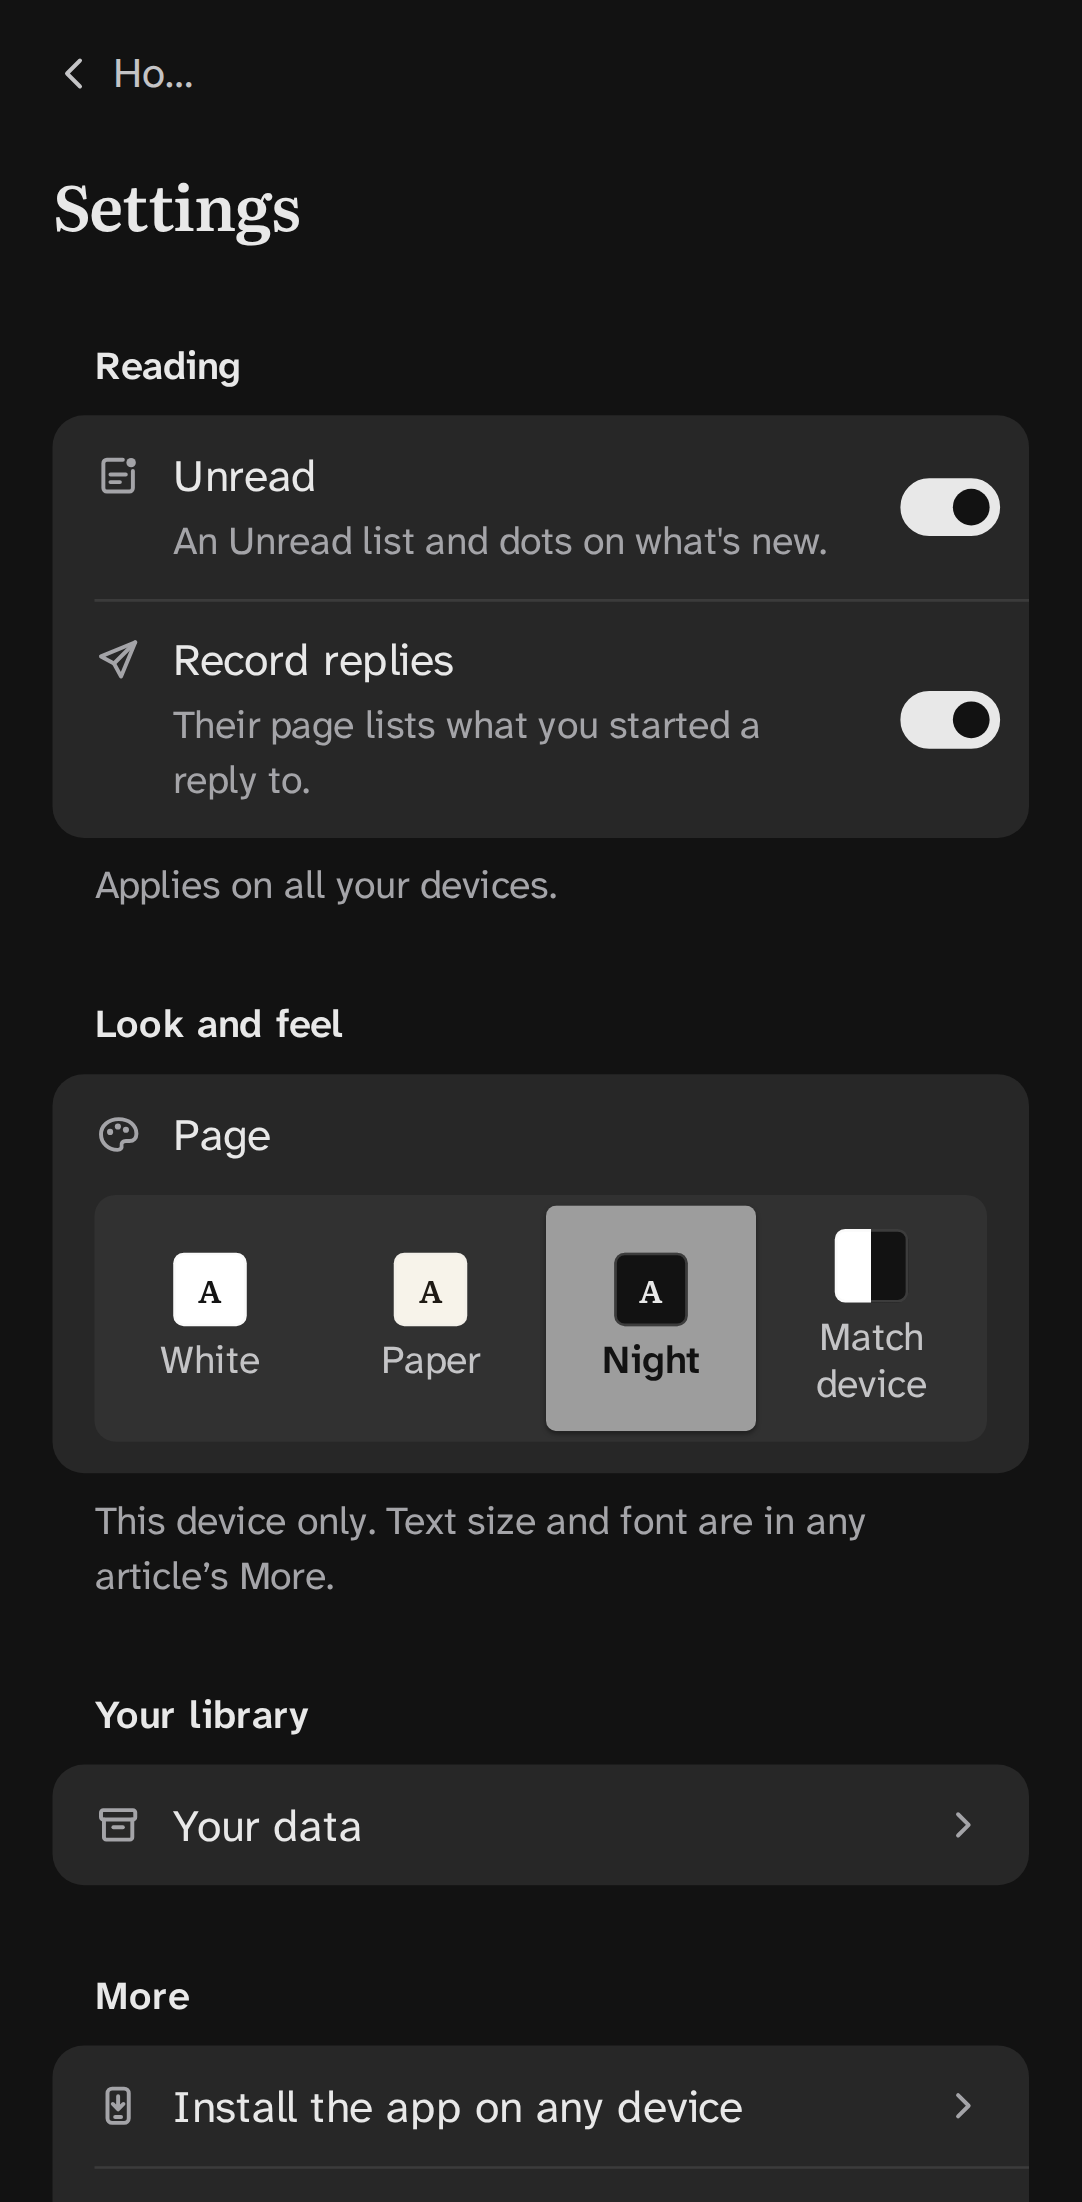 Ho...
Settings
Reading
Unread
An Unread list and dots on what's new.
Record replies
Their page lists what you started a
reply to.
Applies on all your devices.
Look and feel
Page
A
White
A
Paper
A
Night
Match
device
This device only. Text size and font are in any
article’s More.
Your library
Your data
More
Install the app on any device